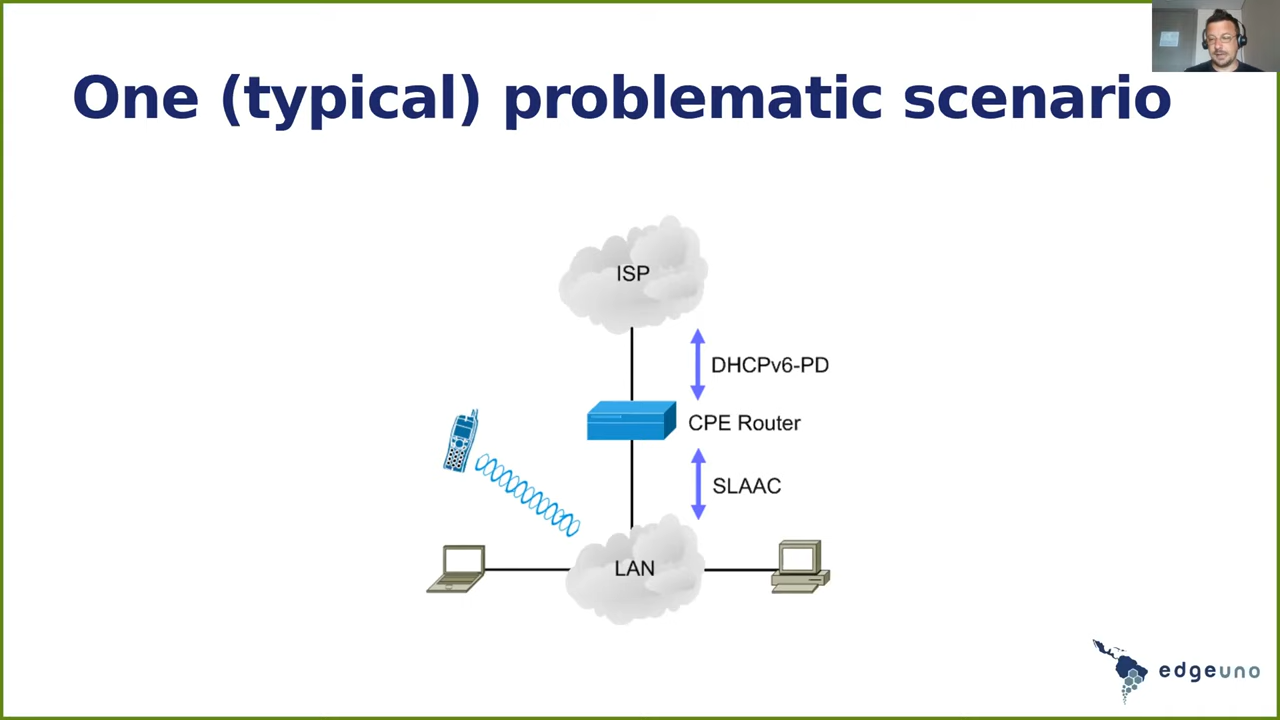 One (typical) problematic scenario
ISP
DHCPv6-PD
CPE Router
SLAAC
LAN
edgeuno